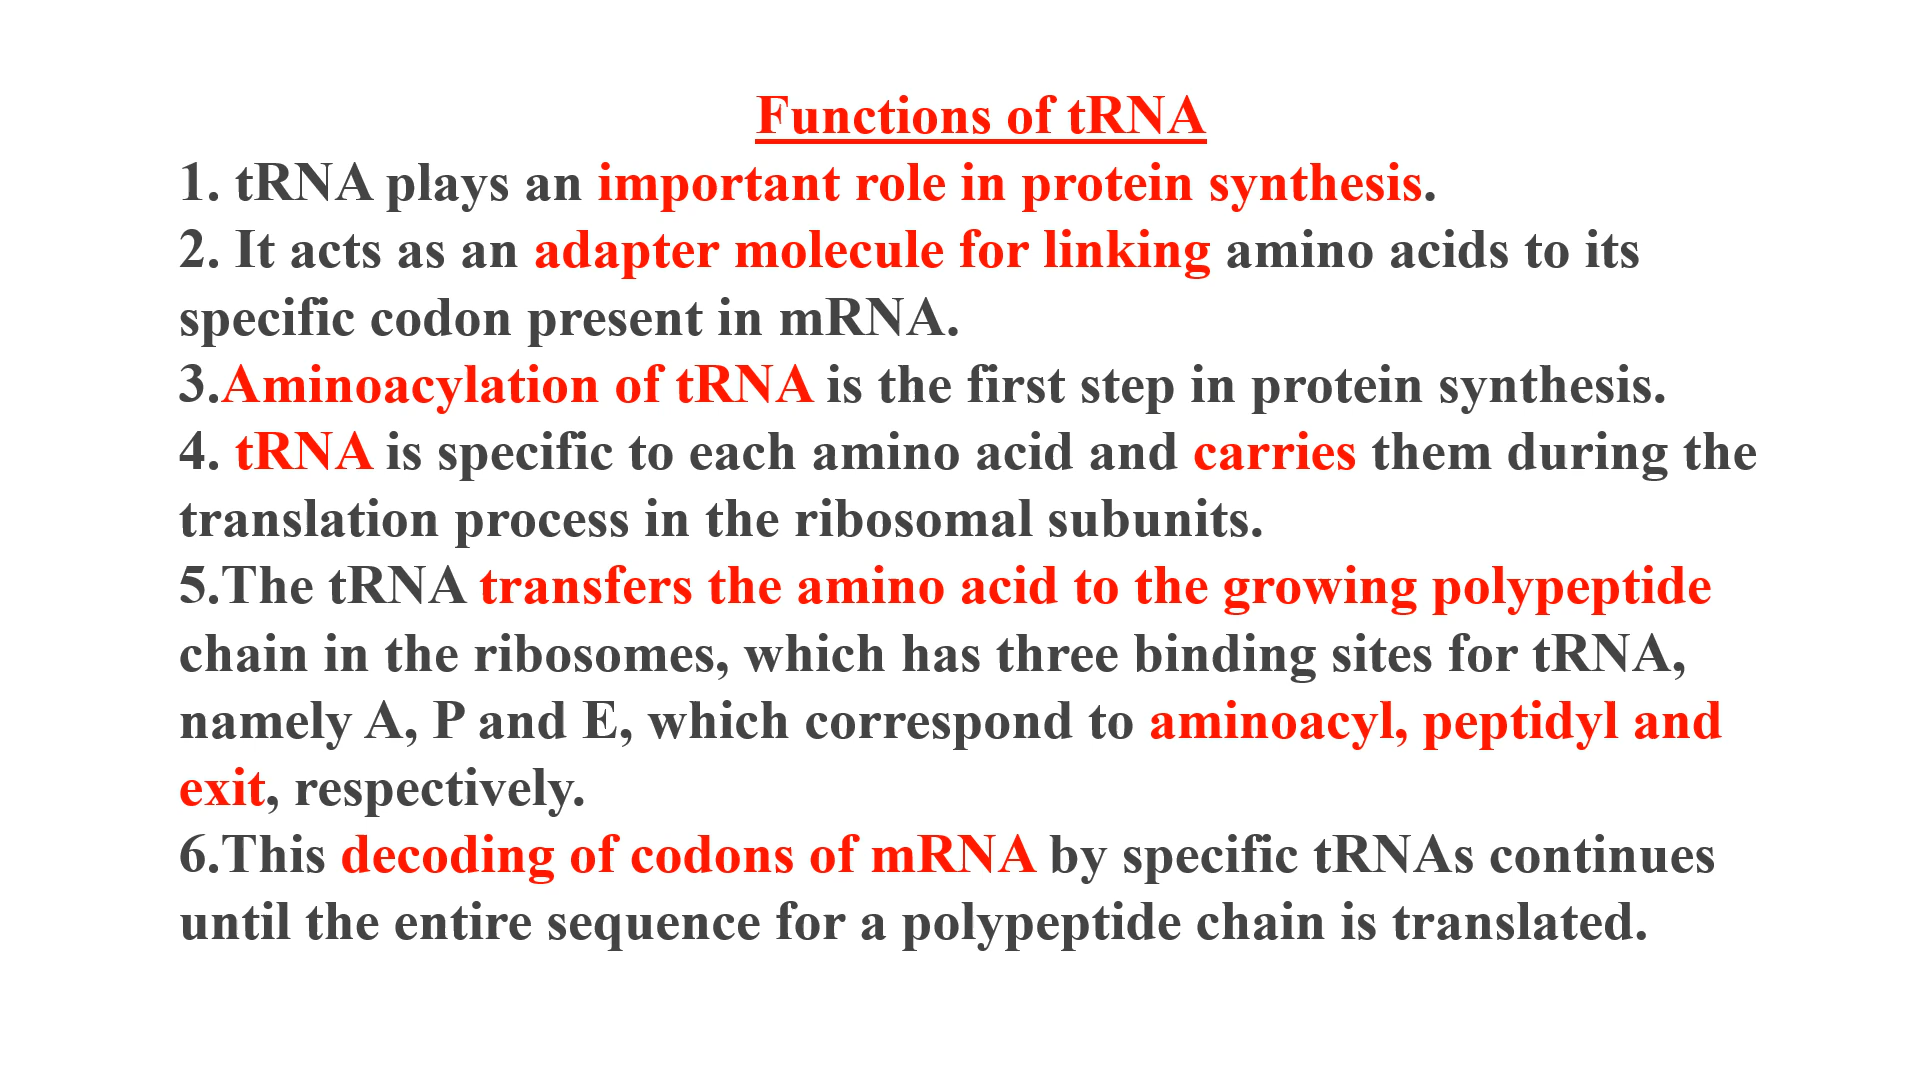 Functions of tRNA
1. tRNA plays an important role in protein synthesis.
2. It acts as an adapter molecule for linking amino acids to its
specific codon present in mRNA.
3.Aminoacylation of tRNA is the first step in protein synthesis.
4. tRNA is specific to each amino acid and carries them during the
translation process in the ribosomal subunits.
5.The tRNA transfers the amino acid to the growing polypeptide
chain in the ribosomes, which has three binding sites for tRNA,
namely A, P and E, which correspond to aminoacyl, peptidyl and
exit, respectively.
6.This decoding of codons of mRNA by specific tRNAs continues
until the entire sequence for a polypeptide chain is translated.